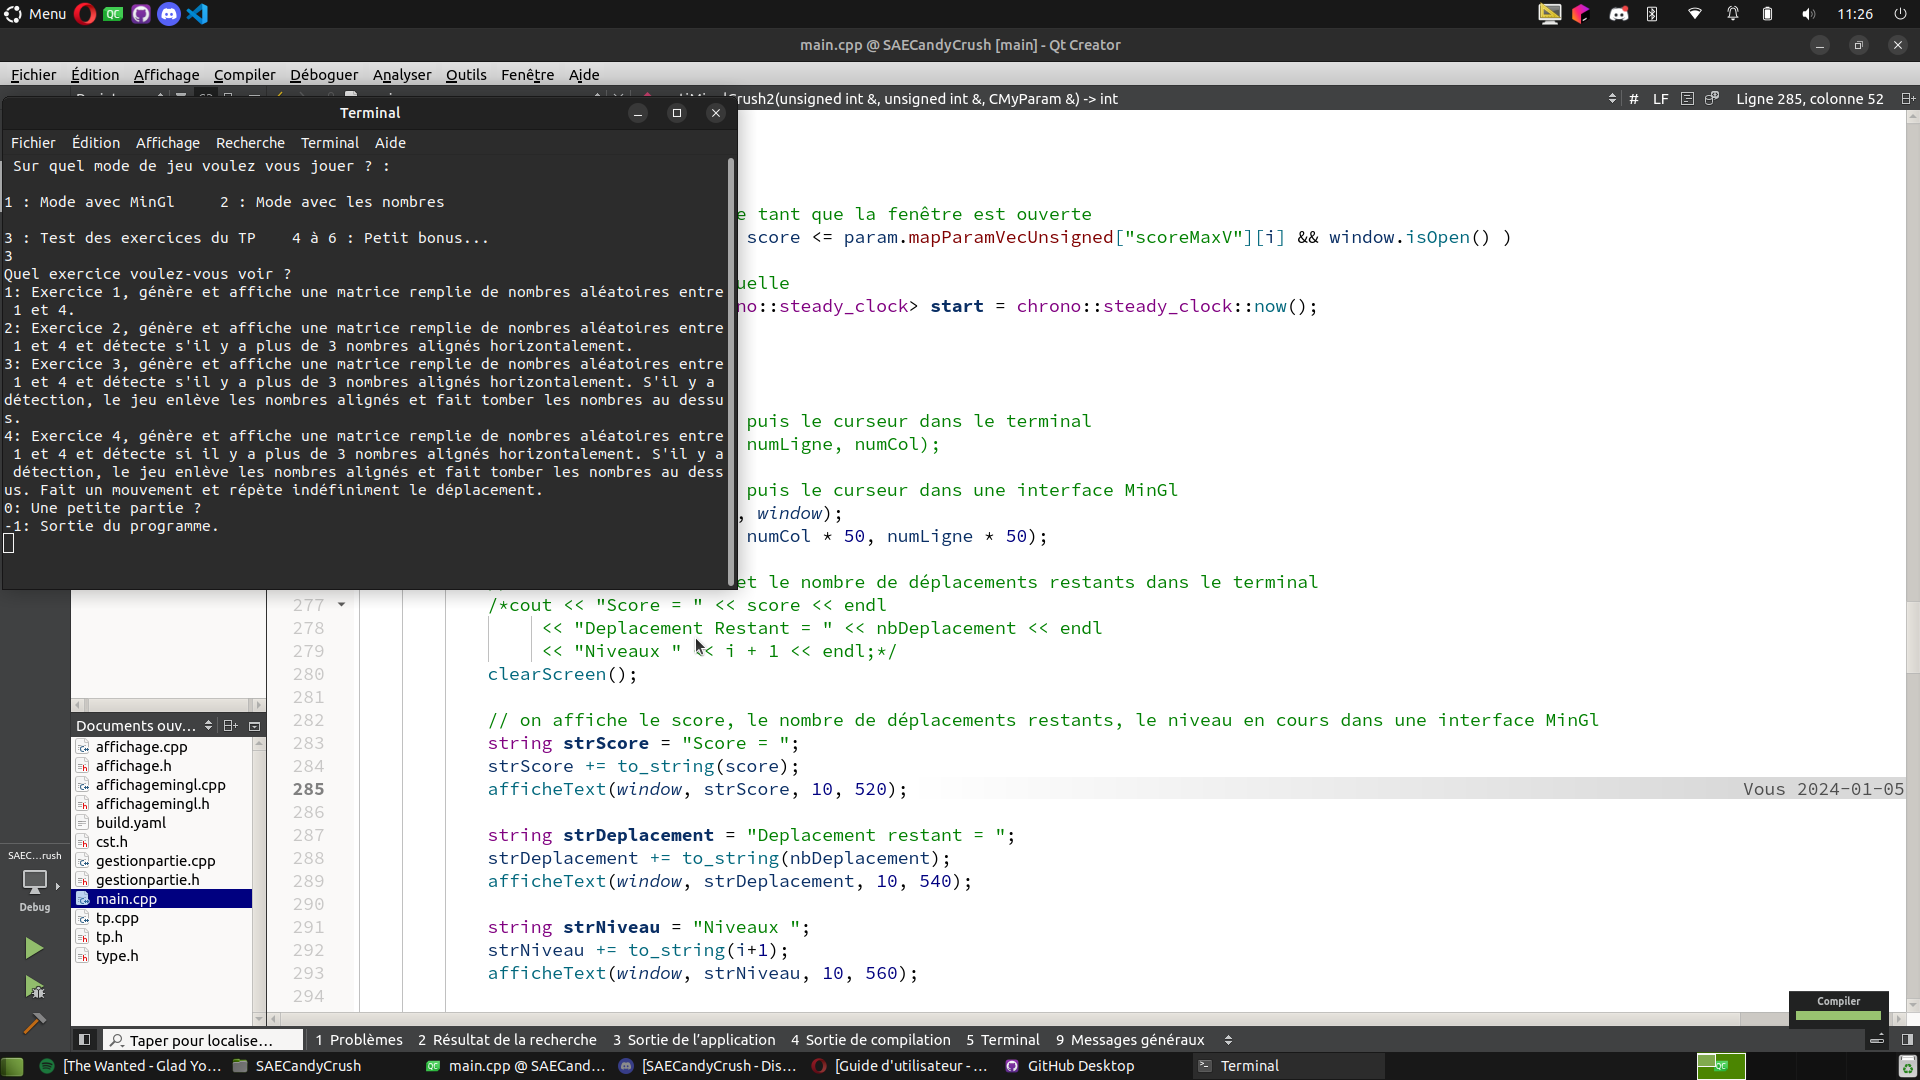 Menu
11:26
main.cpp @ SAECandyCrush [main] - Qt Creator
Fichier Édition Affichage Compiler Déboguer Analyser Outils Fenêtre Aide
Crush2(unsigned int &, unsigned int &, CMyParam &) -> int
# LF Ligne 285, colonne 52
Terminal
Fichier Édition Affichage Recherche Terminal Aide
Sur quel mode de jeu voulez vous jouer ? :
1 : Mode avec MinGl 2 : Mode avec les nombres
3 : Test des exercices du TP 4 à 6 : Petit bonus...
3
Quel exercice voulez-vous voir ?
1: Exercice 1, génère et affiche une matrice remplie de nombres aléatoires entre
1 et 4.
2: Exercice 2, génère et affiche une matrice remplie de nombres aléatoires entre
1 et 4 et détecte s'il y a plus de 3 nombres alignés horizontalement.
3: Exercice 3, génère et affiche une matrice remplie de nombres aléatoires entre
1 et 4 et détecte s'il y a plus de 3 nombres alignés horizontalement. S'il y a
détection, le jeu enlève les nombres alignés et fait tomber les nombres au dessu
s.
4: Exercice 4, génère et affiche une matrice remplie de nombres aléatoires entre
1 et 4 et détecte si il y a plus de 3 nombres alignés horizontalement. S'il y a
détection, le jeu enlève les nombres alignés et fait tomber les nombres au dess
us. Fait un mouvement et répète indéfiniment le déplacement.
0: Une petite partie ?
-1: Sortie du programme.
e tant que la fenêtre est ouverte
score <= param.mapParamVecUnsigned["scoreMaxV"][i] && window.isOpen() )
uelle
no::steady_clock> start = chrono::steady_clock::now();
puis le curseur dans le terminal
numLigne, numCol);
puis le curseur dans une interface MinGl
, window);
numCol * 50, numLigne * 50);
et le nombre de déplacements restants dans le terminal
277 /*cout << "Score = " << score << endl
278 << "Deplacement Restant = " << nbDeplacement << endl
279 << "Niveaux " << i + 1 << endl;*/
280 clearScreen();
281
282 // on affiche le score, le nombre de déplacements restants, le niveau en cours dans une interface MinGl
283 string strScore = "Score = ";
284 strScore += to_string(score);
285 afficheText(window, strScore, 10, 520); Vous 2024-01-05
286
287 string strDeplacement = "Deplacement restant = ";
288 strDeplacement += to_string(nbDeplacement);
289 afficheText(window, strDeplacement, 10, 540);
290
291 string strNiveau = "Niveaux ";
292 strNiveau += to_string(i+1);
293 afficheText(window, strNiveau, 10, 560);
294
Documents ouv...
affichage.cpp
affichage.h
affichagemingl.cpp
affichagemingl.h
build.yaml
cst.h
gestionpartie.cpp
gestionpartie.h
main.cpp
tp.cpp
tp.h
type.h
SAEC...rush
Debug
Compiler
Taper pour localise... 1 Problèmes 2 Résultat de la recherche 3 Sortie de l'application 4 Sortie de compilation 5 Terminal 9 Messages généraux
[The Wanted - Glad Yo... SAECandyCrush main.cpp @ SAECand... [SAECandyCrush - Dis... [Guide d'utilisateur - ... GitHub Desktop Terminal